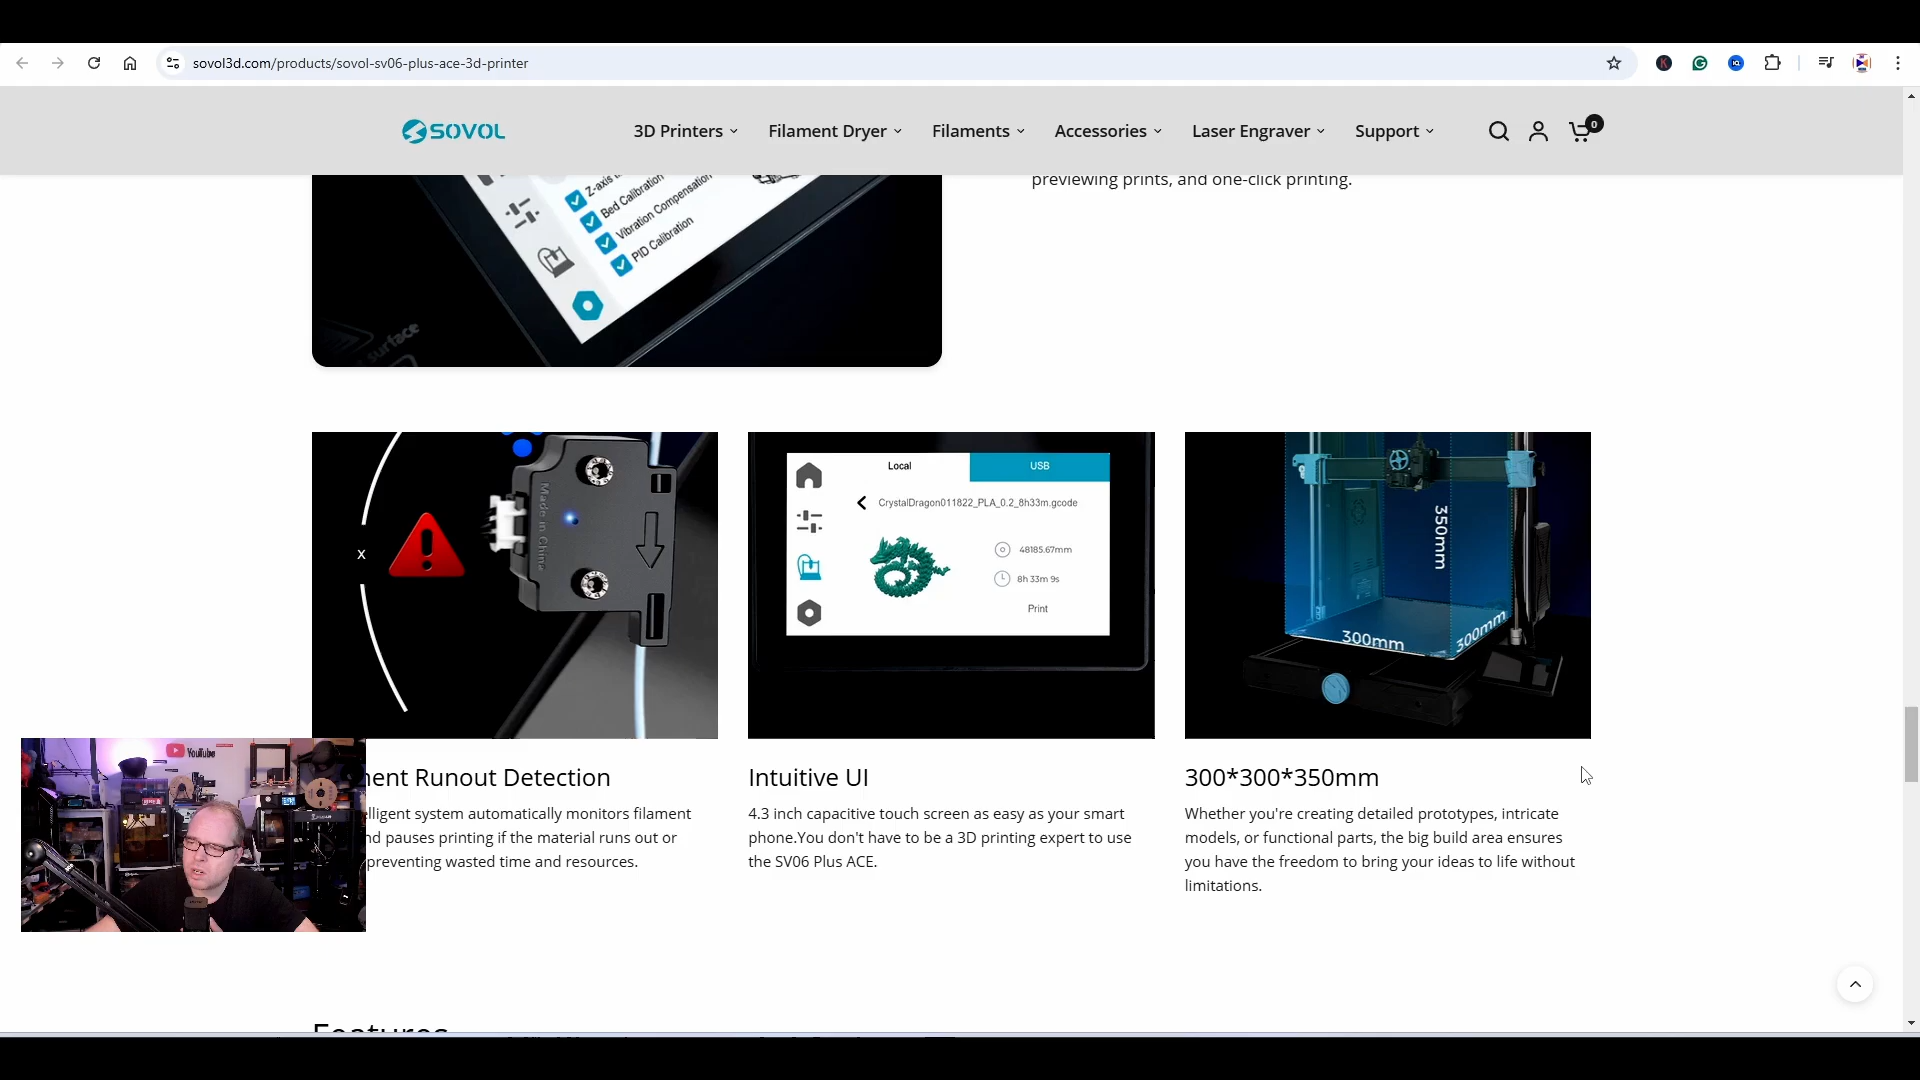 sovol3d.com/products/sovol-sv06-plus-ace-3d-printer
SOVOL
3D Printers
Filament Dryer
Filaments
Accessories
Laser Engraver
Support
0
Z-axis
Bed Calibration
Vibration Compensation
PID Calibration
surface
previewing prints, and one-click printing.
x
Made in China
Local
USB
CrystalDragon011822_PLA_0.2_8h33m.gcode
48185.67mm
8h 33m 9s
Print
350mm
300mm
300mm
YouTube
ent Runout Detection
elligent system automatically monitors filament
nd pauses printing if the material runs out or
preventing wasted time and resources.
Intuitive UI
4.3 inch capacitive touch screen as easy as your smart
phone.You don't have to be a 3D printing expert to use
the SV06 Plus ACE.
300*300*350mm
Whether you're creating detailed prototypes, intricate
models, or functional parts, the big build area ensures
you have the freedom to bring your ideas to life without
limitations.
Features